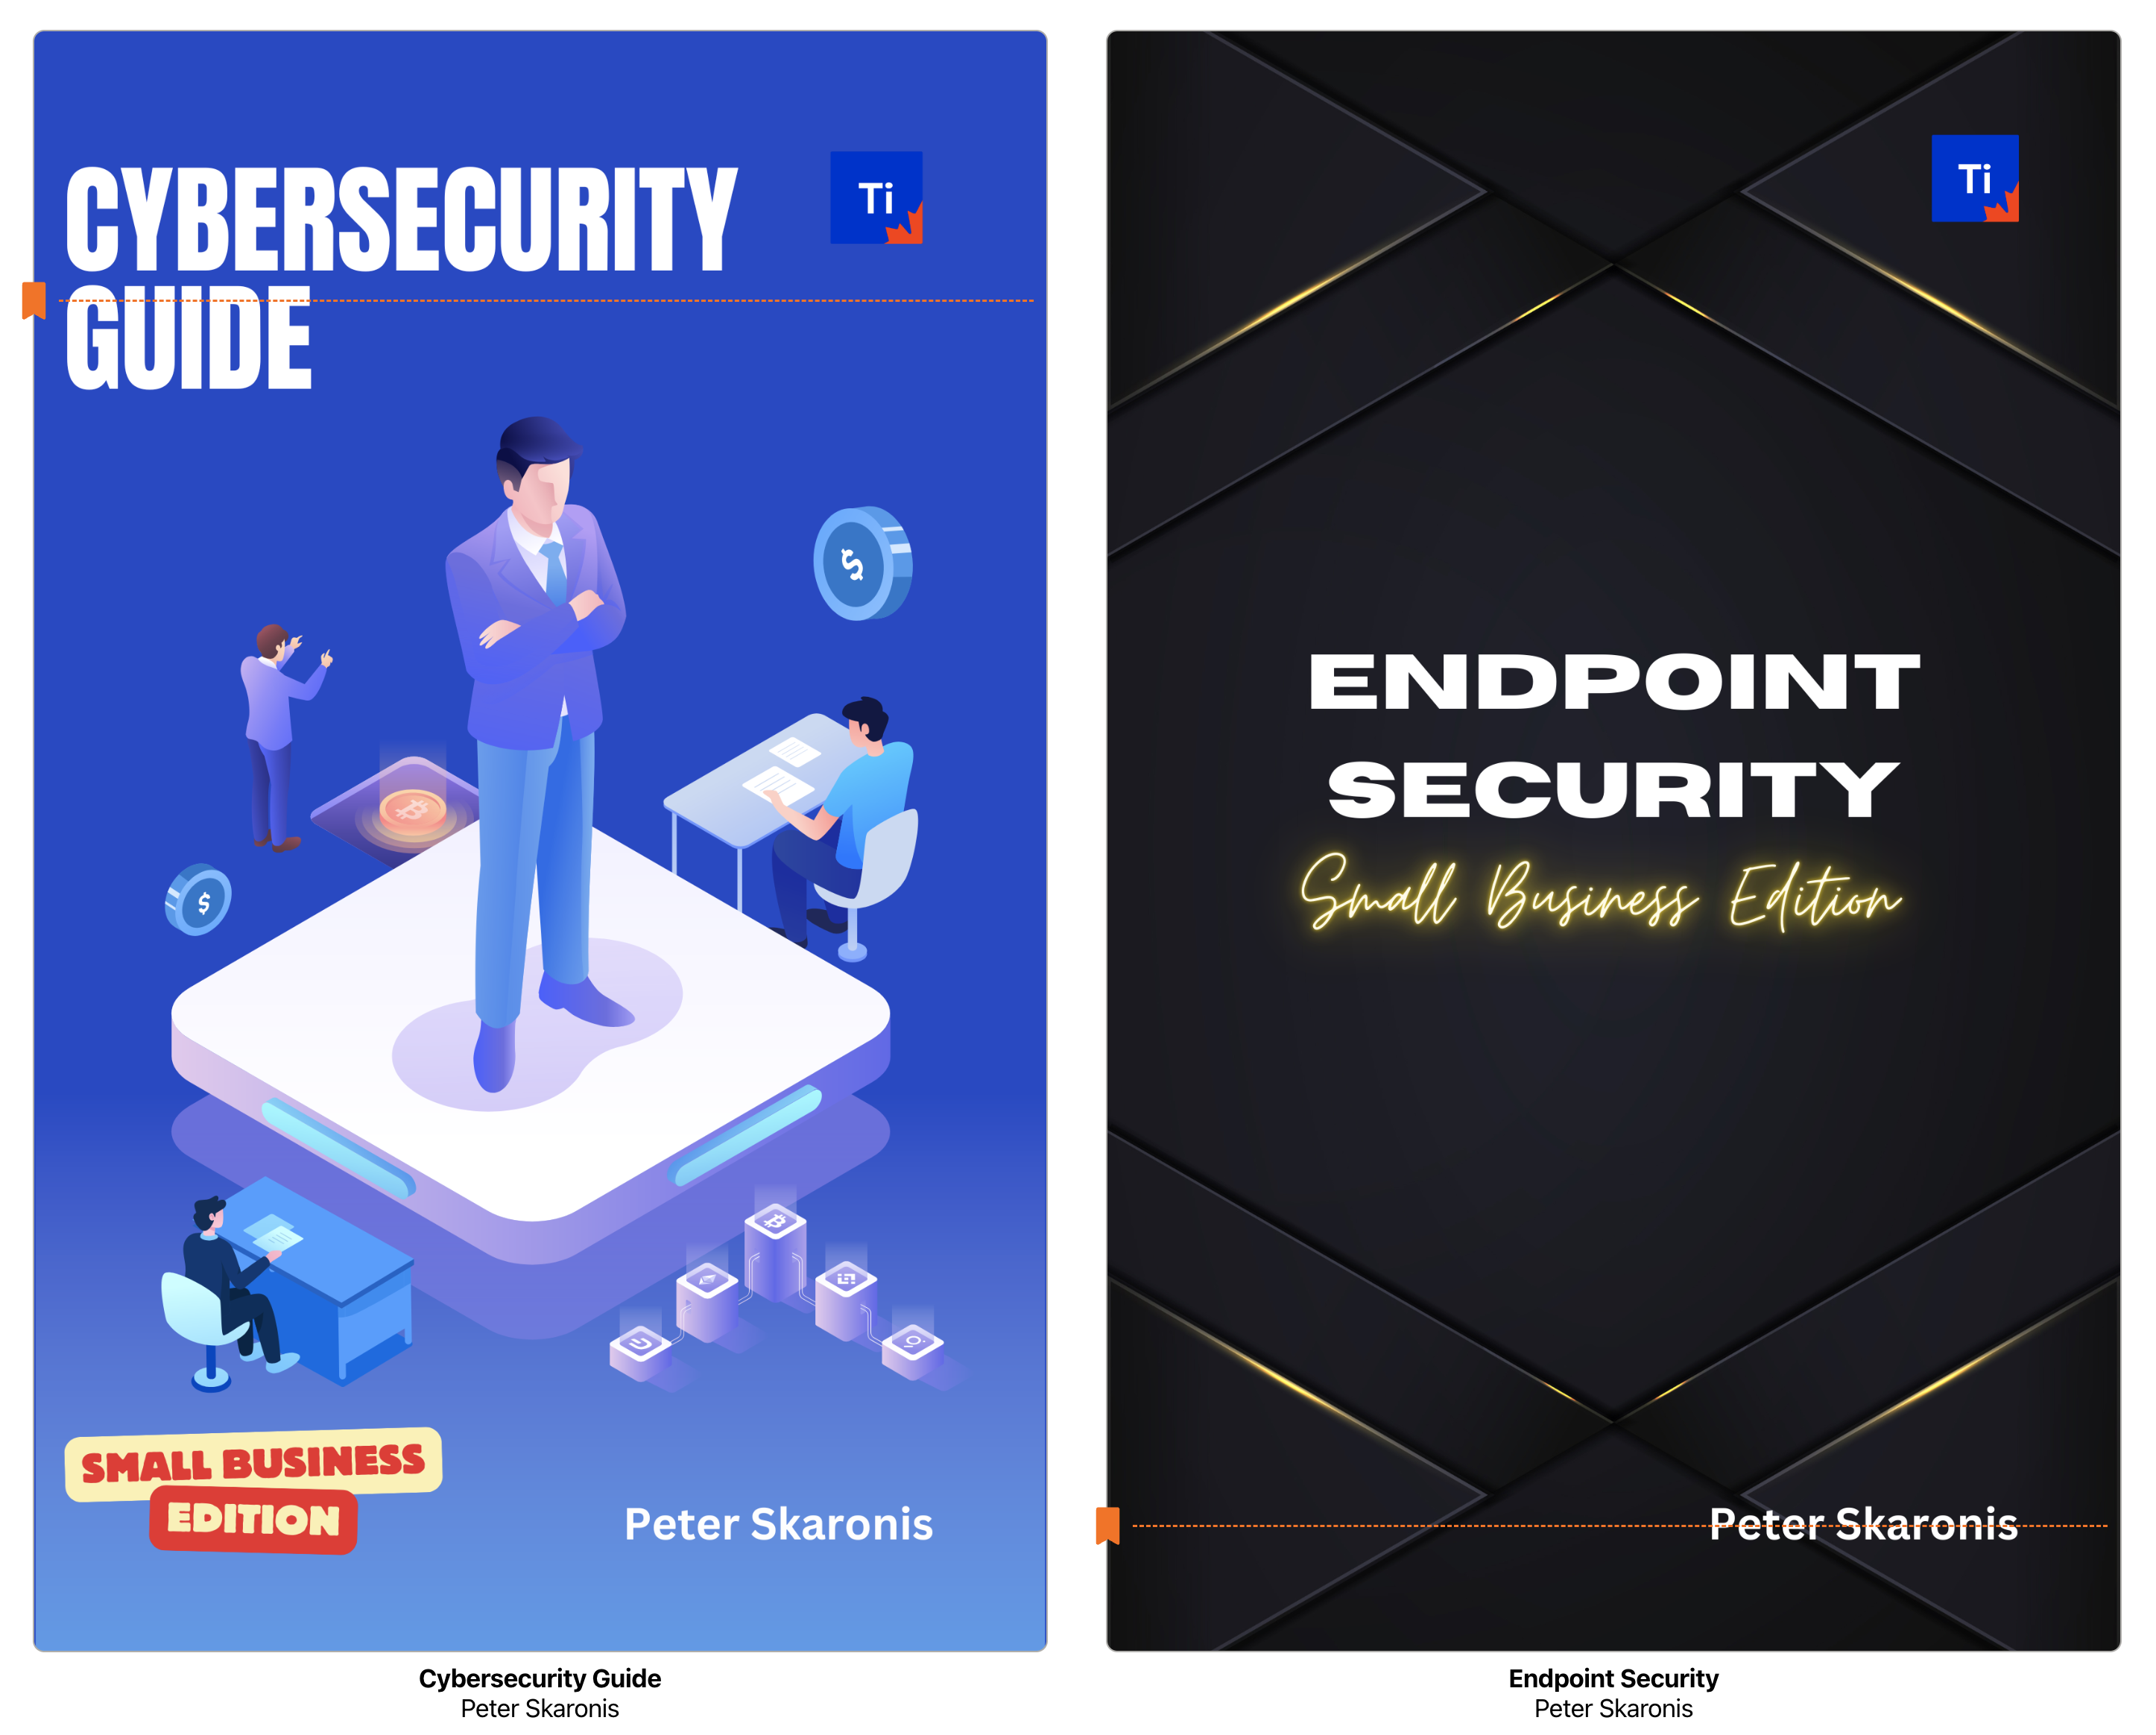 CYBERSECURITY
GUIDE
Ti
$
$
SMALL BUSINESS
EDITION
Peter Skaronis
Cybersecurity Guide
Peter Skaronis
Ti
ENDPOINT
SECURITY
Small Business Edition
Peter Skaronis
Endpoint Security
Peter Skaronis